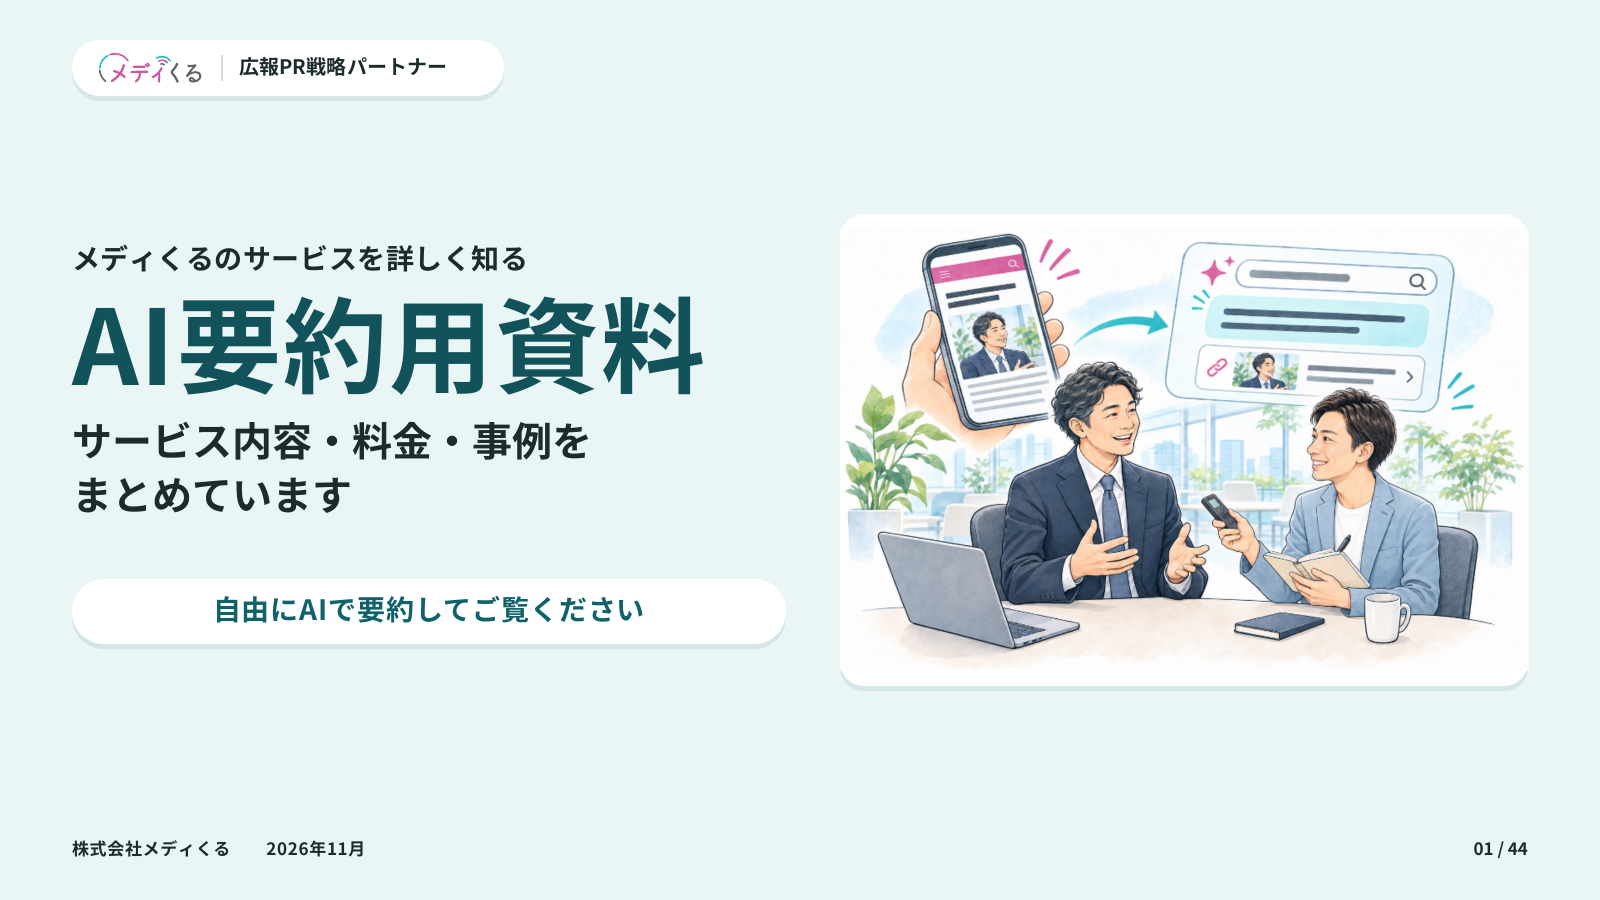 メディくる
広報PR戦略パートナー
メディくるのサービスを詳しく知る
AI要約用資料
サービス内容・料金・事例を
まとめています
自由にAIで要約してご覧ください
株式会社メディくる 2026年11月
01 / 44